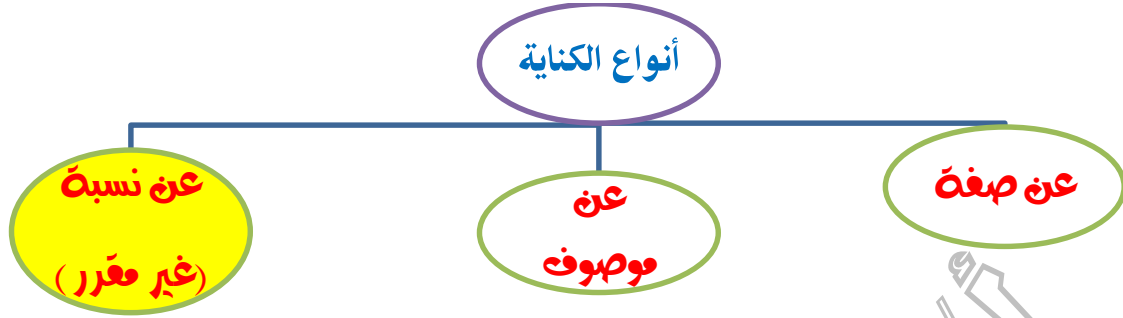 أنواع الكناية
عن صفة
عن
موصوف
عن نسبة
(غير مقرر)